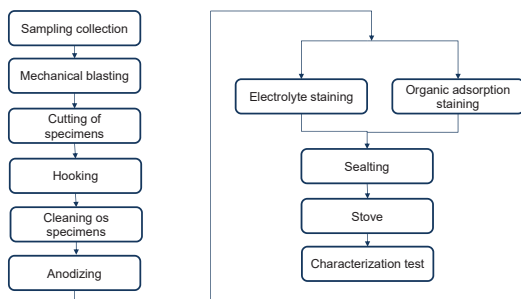 Sampling collection
Mechanical blasting
Cutting of
specimens
Hooking
Cleaning os
specimens
Anodizing
Electrolyte staining
Organic adsorption
staining
Sealting
Stove
Characterization test